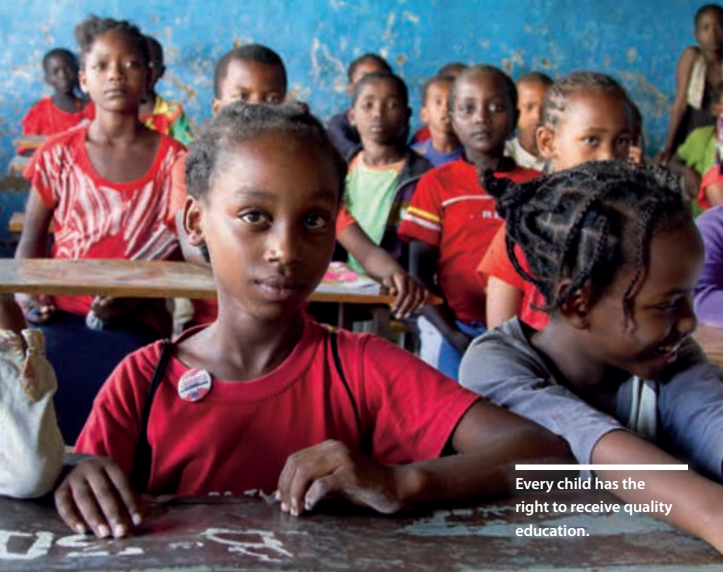 Every child has the
right to receive quality
education.